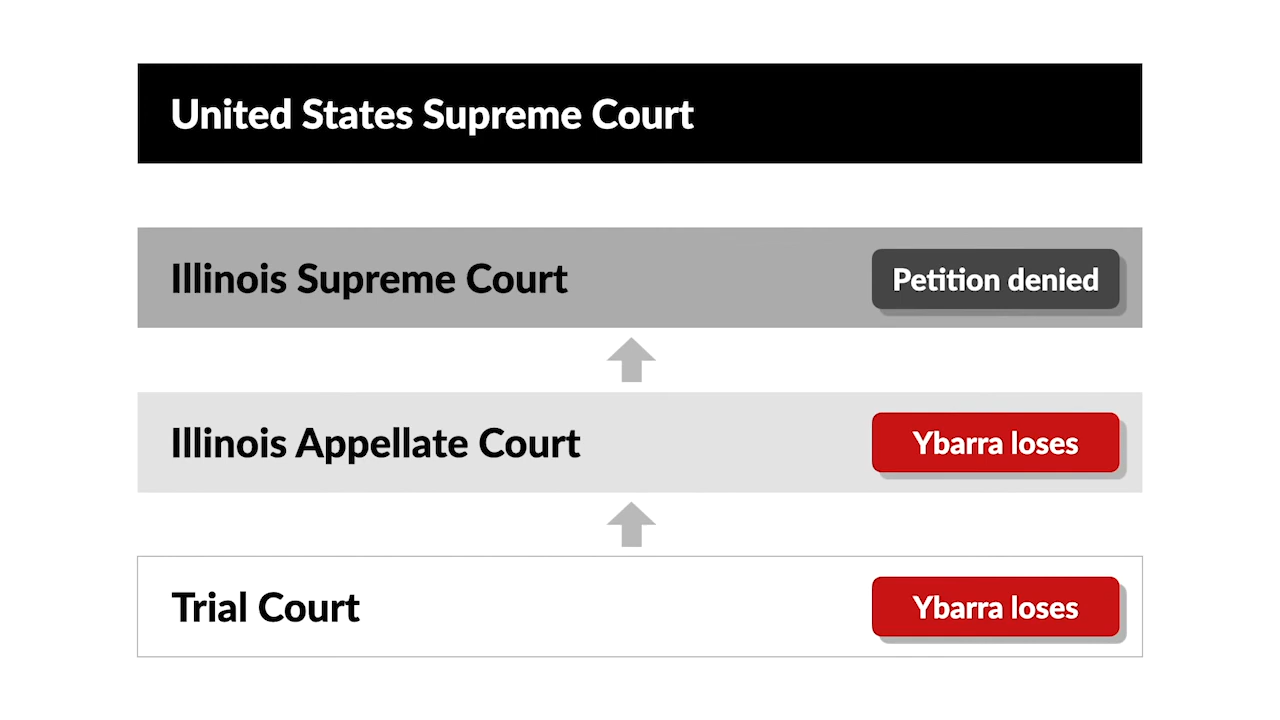 United States Supreme Court
Illinois Supreme Court
Petition denied
Illinois Appellate Court
Ybarra loses
Trial Court
Ybarra loses